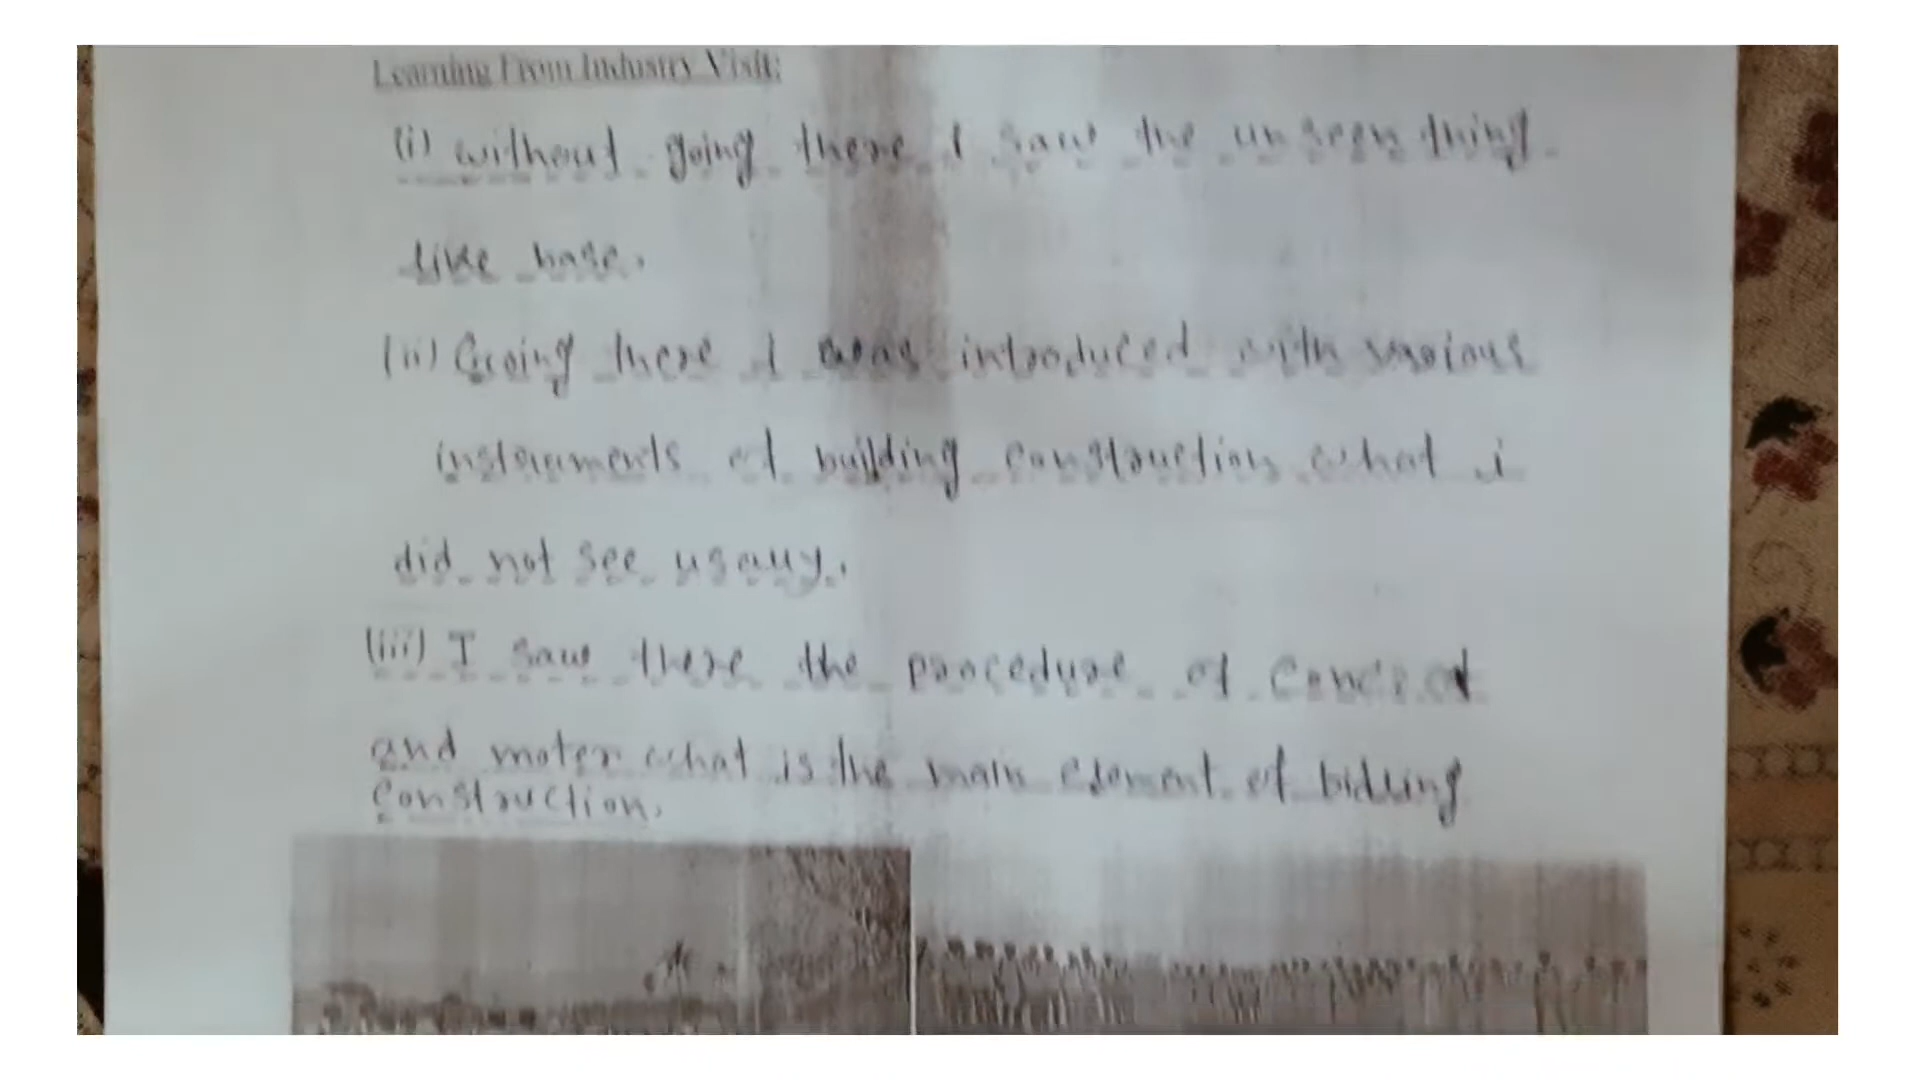 Learning From Industry Visit:
(i) without going there I saw the unseen thing
like base.
(ii) Going there I was introduced with various
instruments of building construction what i
did not see usauy.
(iii) I saw there the procedure of
and moter what is the main element of bidling
construction.